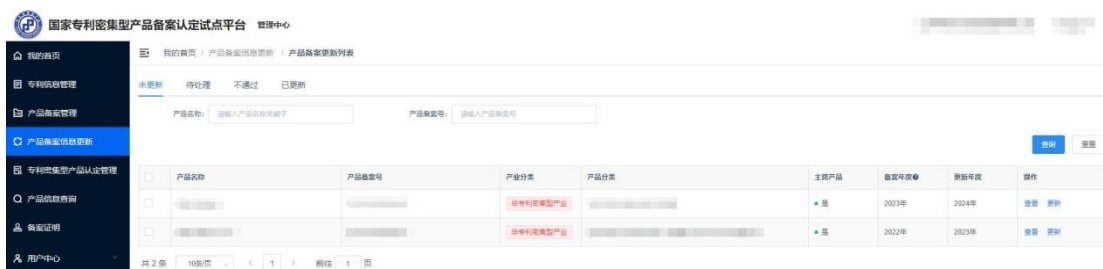 国家专利密集型产品备案认定试点平台 管理中心
我的首页
专利信息管理
产品备案管理
产品备案信息更新
专利密集型产品认定管理
产品信息查询
备案证明
用户中心
我的首页 / 产品备案信息更新 / 产品备案更新列表
未更新 待处理 不通过 已更新
产品名称: 请输入产品名称关键字 产品备案号: 请输入产品备案号
查询 重置
产品名称 产品备案号 产业分类 产品分类 主营产品 备案年度 更新年度 操作
非专利密集型产业 是 2023年 2024年 查看 更新
非专利密集型产业 是 2022年 2023年 查看 更新
共 2 条 10条/页 < 1 > 前往 1 页